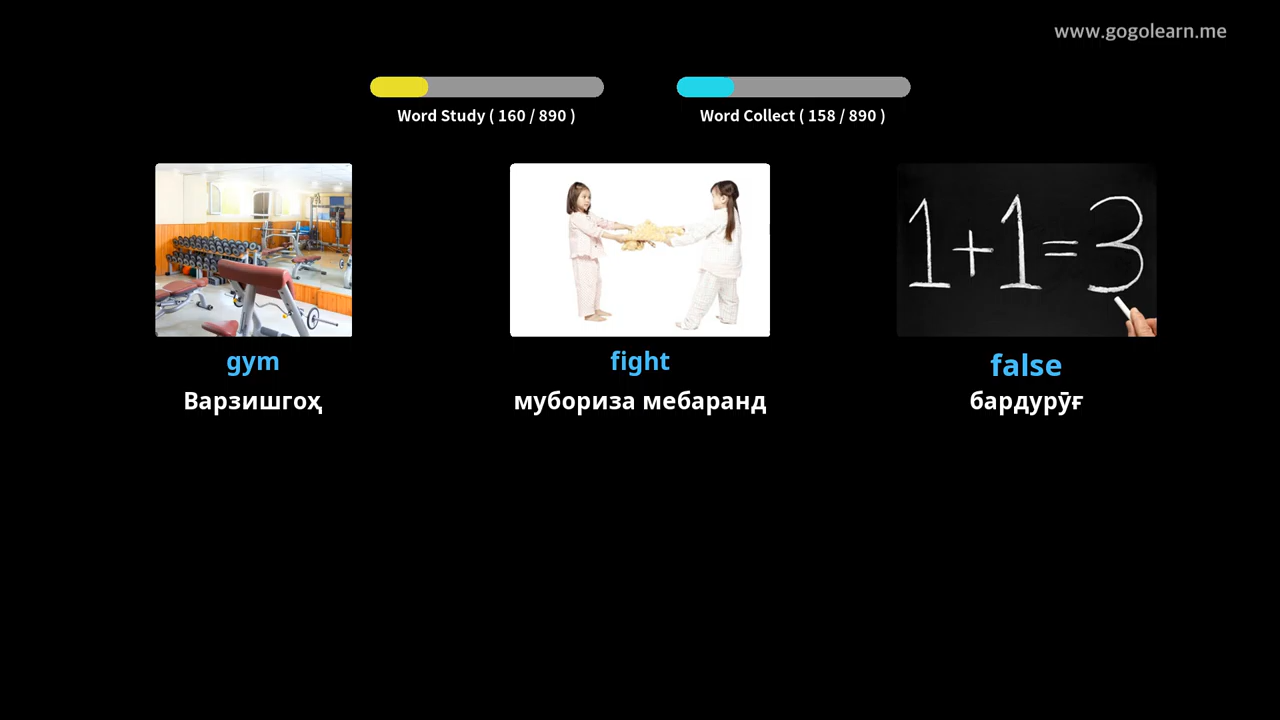 www.gogolearn.me
Word Study ( 160 / 890 )
Word Collect ( 158 / 890 )
1+1=3
gym
fight
false
Варзишгоҳ
мубориза мебаранд
бардурӯғ